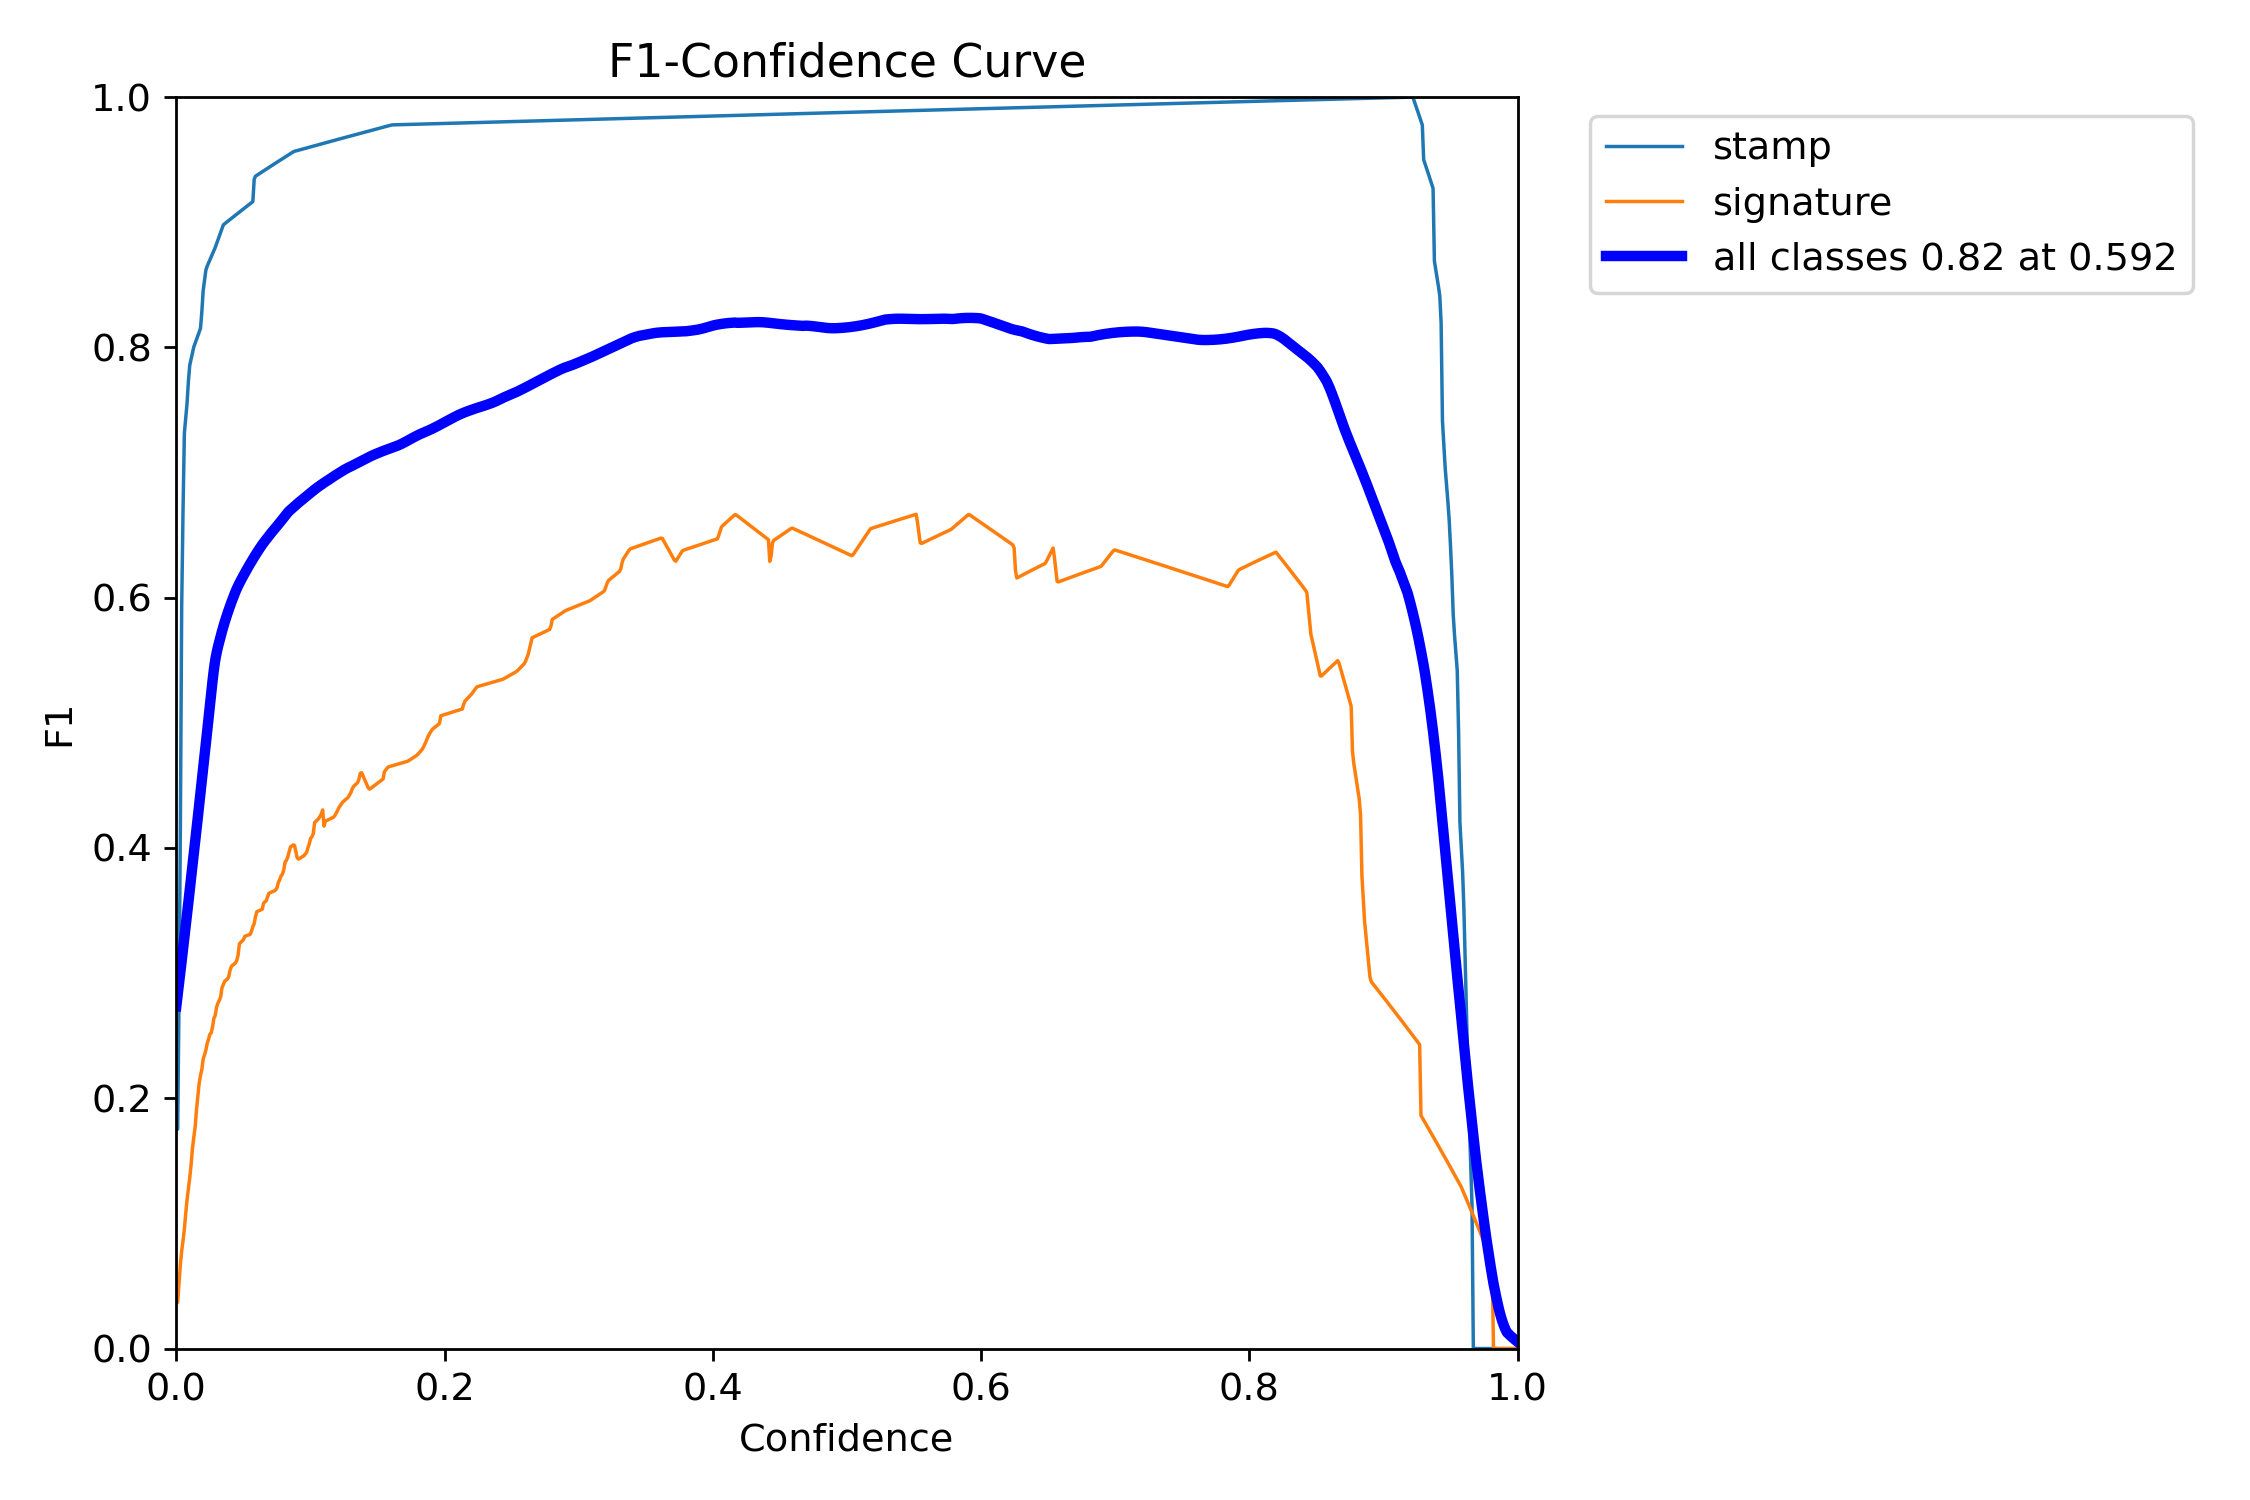 F1-Confidence Curve
stamp
signature
all classes 0.82 at 0.592
F1
1.0
0.8
0.6
0.4
0.2
0.0
0.0 0.2 0.4 0.6 0.8 1.0
Confidence